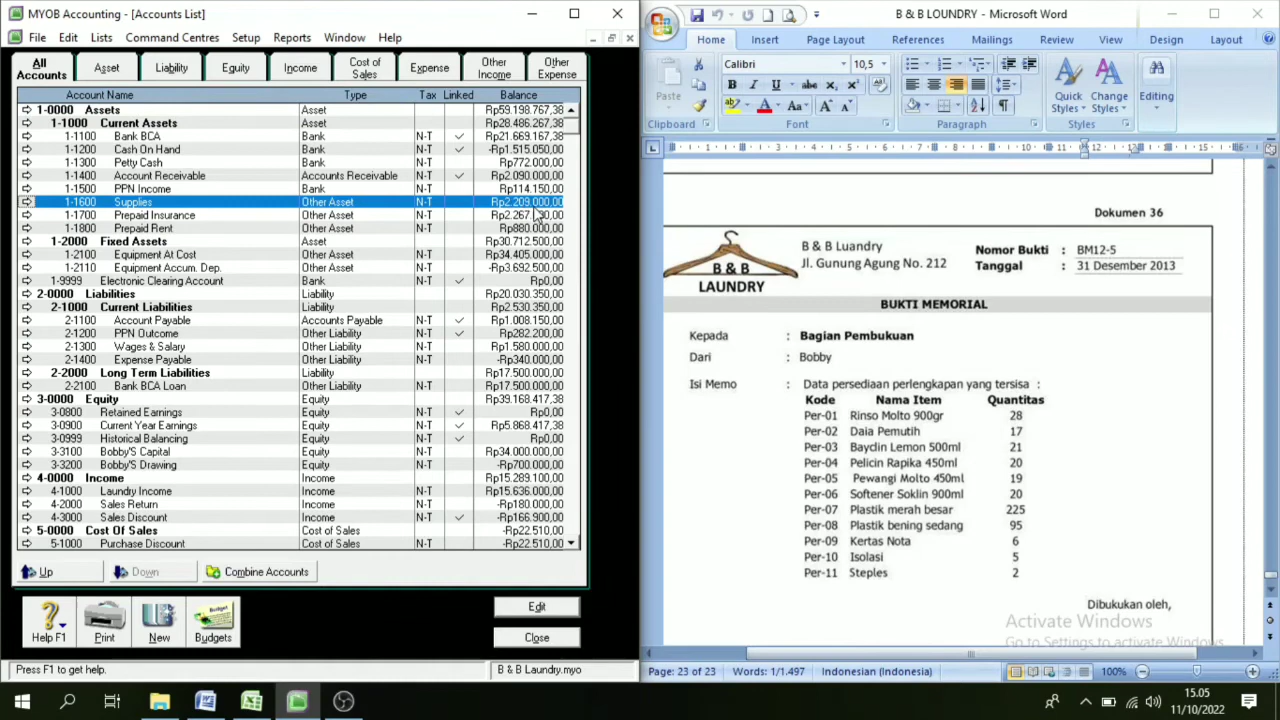 MYOB Accounting - [Accounts List]
File Edit Lists Command Centres Setup Reports Window Help
All Accounts Asset Liability Equity Income Cost of Sales Expense Other Income Other Expense
Account Name Type Tax Linked Balance
1-0000 Assets Asset Rp59.198.767,38
1-1000 Current Assets Asset Rp28.486.267,38
1-1100 Bank BCA Bank N-T Rp21.669.167,38
1-1200 Cash On Hand Bank N-T -Rp1.515.050,00
1-1300 Petty Cash Bank N-T Rp772.000,00
1-1400 Account Receivable Accounts Receivable N-T Rp2.090.000,00
1-1500 PPN Income Bank N-T Rp114.150,00
1-1600 Supplies Other Asset N-T Rp2.209.000,00
1-1700 Prepaid Insurance Other Asset N-T
1-1800 Prepaid Rent Other Asset N-T Rp880.000,00
1-2000 Fixed Assets Asset Rp30.712.500,00
1-2100 Equipment At Cost Other Asset N-T Rp34.405.000,00
1-2110 Equipment Accum. Dep. Other Asset N-T -Rp3.692.500,00
1-9999 Electronic Clearing Account Bank N-T Rp0,00
2-0000 Liabilities Liability Rp20.030.350,00
2-1000 Current Liabilities Liability Rp2.530.350,00
2-1100 Account Payable Accounts Payable N-T Rp1.008.150,00
2-1200 PPN Outcome Other Liability N-T Rp282.200,00
2-1300 Wages & Salary Other Liability N-T Rp1.580.000,00
2-1400 Expense Payable Other Liability N-T -Rp340.000,00
2-2000 Long Term Liabilities Liability Rp17.500.000,00
2-2100 Bank BCA Loan Other Liability N-T Rp17.500.000,00
3-0000 Equity Equity Rp39.168.417,38
3-0800 Retained Earnings Equity N-T Rp0,00
3-0900 Current Year Earnings Equity N-T Rp5.868.417,38
3-0999 Historical Balancing Equity N-T Rp0,00
3-3100 Bobby'S Capital Equity N-T Rp34.000.000,00
3-3200 Bobby'S Drawing Equity N-T -Rp700.000,00
4-0000 Income Income Rp15.289.100,00
4-1000 Laundry Income Income N-T Rp15.636.000,00
4-2000 Sales Return Income N-T -Rp180.000,00
4-3000 Sales Discount Income N-T -Rp166.900,00
5-0000 Cost Of Sales Cost of Sales -Rp22.510,00
5-1000 Purchase Discount Cost of Sales N-T -Rp22.510,00
Up Down Combine Accounts
Help F1 Print New Budgets Edit
Close
Press F1 to get help. B & B Laundry.myo
B & B LOUNDRY - Microsoft Word
Home Insert Page Layout References Mailings Review View Design Layout
Paste Calibri 10,5 Quick Styles Change Styles Editing
Clipboard Font Paragraph Styles
Dokumen 36
B & B LAUNDRY
B & B Luandry
Jl. Gunung Agung No. 212
Nomor Bukti : BM12-5
Tanggal : 31 Desember 2013
BUKTI MEMORIAL
Kepada : Bagian Pembukuan
Dari : Bobby
Isi Memo : Data persediaan perlengkapan yang tersisa :
Kode Nama Item Quantitas
Per-01 Rinso Molto 900gr 28
Per-02 Daia Pemutih 17
Per-03 Bayclin Lemon 500ml 21
Per-04 Pelicin Rapika 450ml 20
Per-05 Pewangi Molto 450ml 19
Per-06 Softener Soklin 900ml 20
Per-07 Plastik merah besar 225
Per-08 Plastik bening sedang 95
Per-09 Kertas Nota 6
Per-10 Isolasi 5
Per-11 Steples 2
Dibukukan oleh,
Activate Windows
Go to Settings to activate Windows.
Page: 23 of 23 Words: 1/1.497 Indonesian (Indonesia) 100%
15.05
11/10/2022